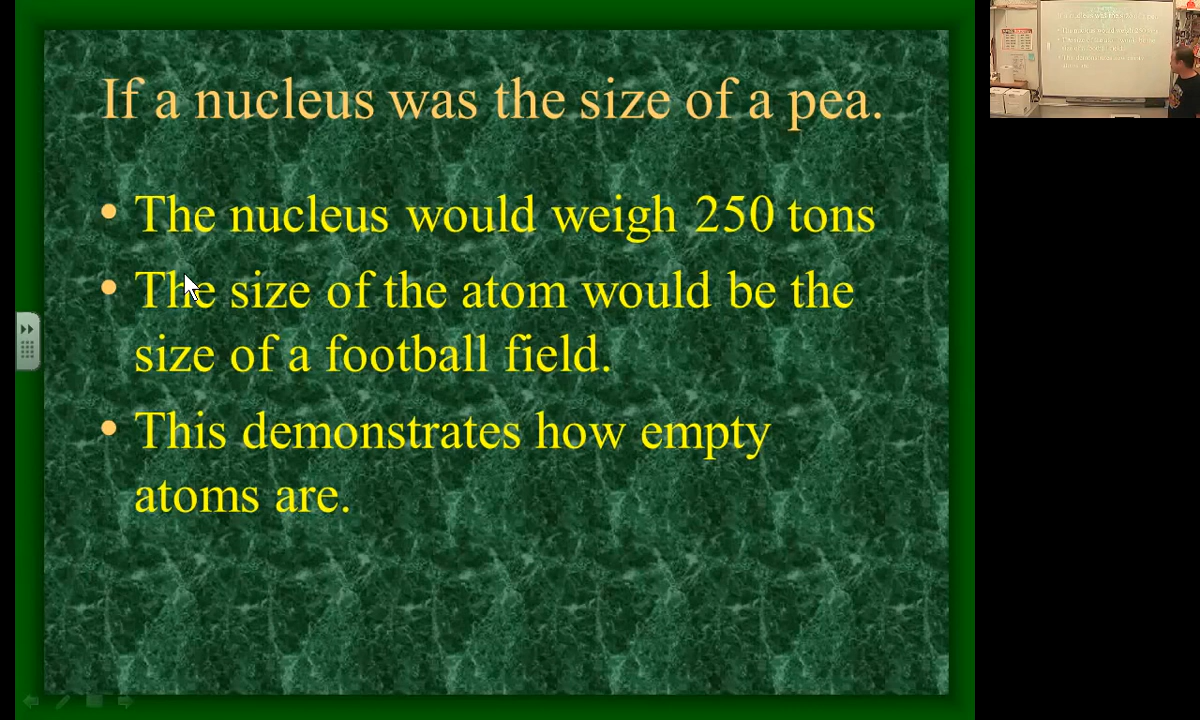 If a nucleus was the size of a pea.
• The nucleus would weigh 250 tons
• The size of the atom would be the
size of a football field.
• This demonstrates how empty
atoms are.